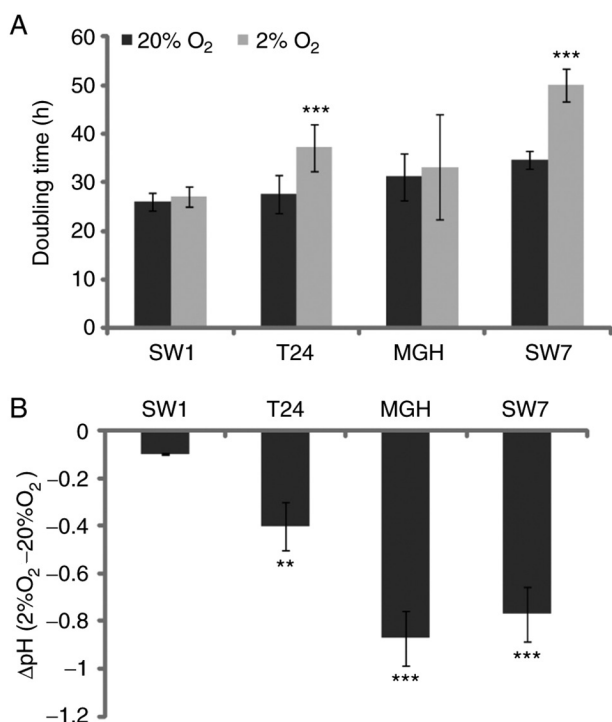 A
20% O₂ 2% O₂
60
50
40
30
20
10
0
Doubling time (h)
***
***
SW1 T24 MGH SW7
B
SW1 T24 MGH SW7
0
−0.2
−0.4
−0.6
−0.8
−1
−1.2
ΔpH (2%O₂ −20%O₂ )
**
***
***